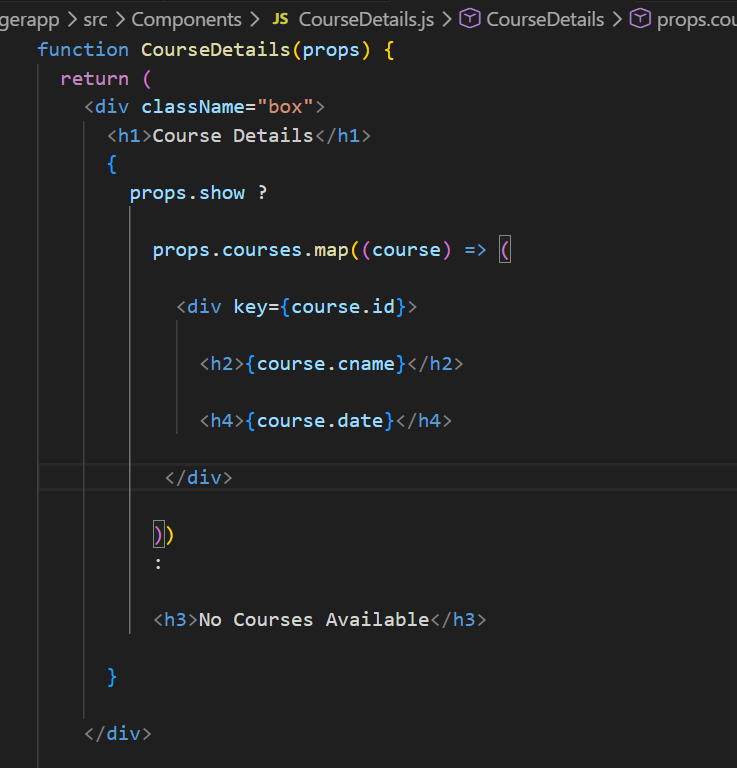 gerapp > src > Components > JS CourseDetails.js > CourseDetails > props.cou
function CourseDetails(props) {
return (
<div className="box">
<h1>Course Details</h1>
{
props.show ?
props.courses.map((course) => (
<div key={course.id}>
<h2>{course.cname}</h2>
<h4>{course.date}</h4>
</div>
))
:
<h3>No Courses Available</h3>
}
</div>